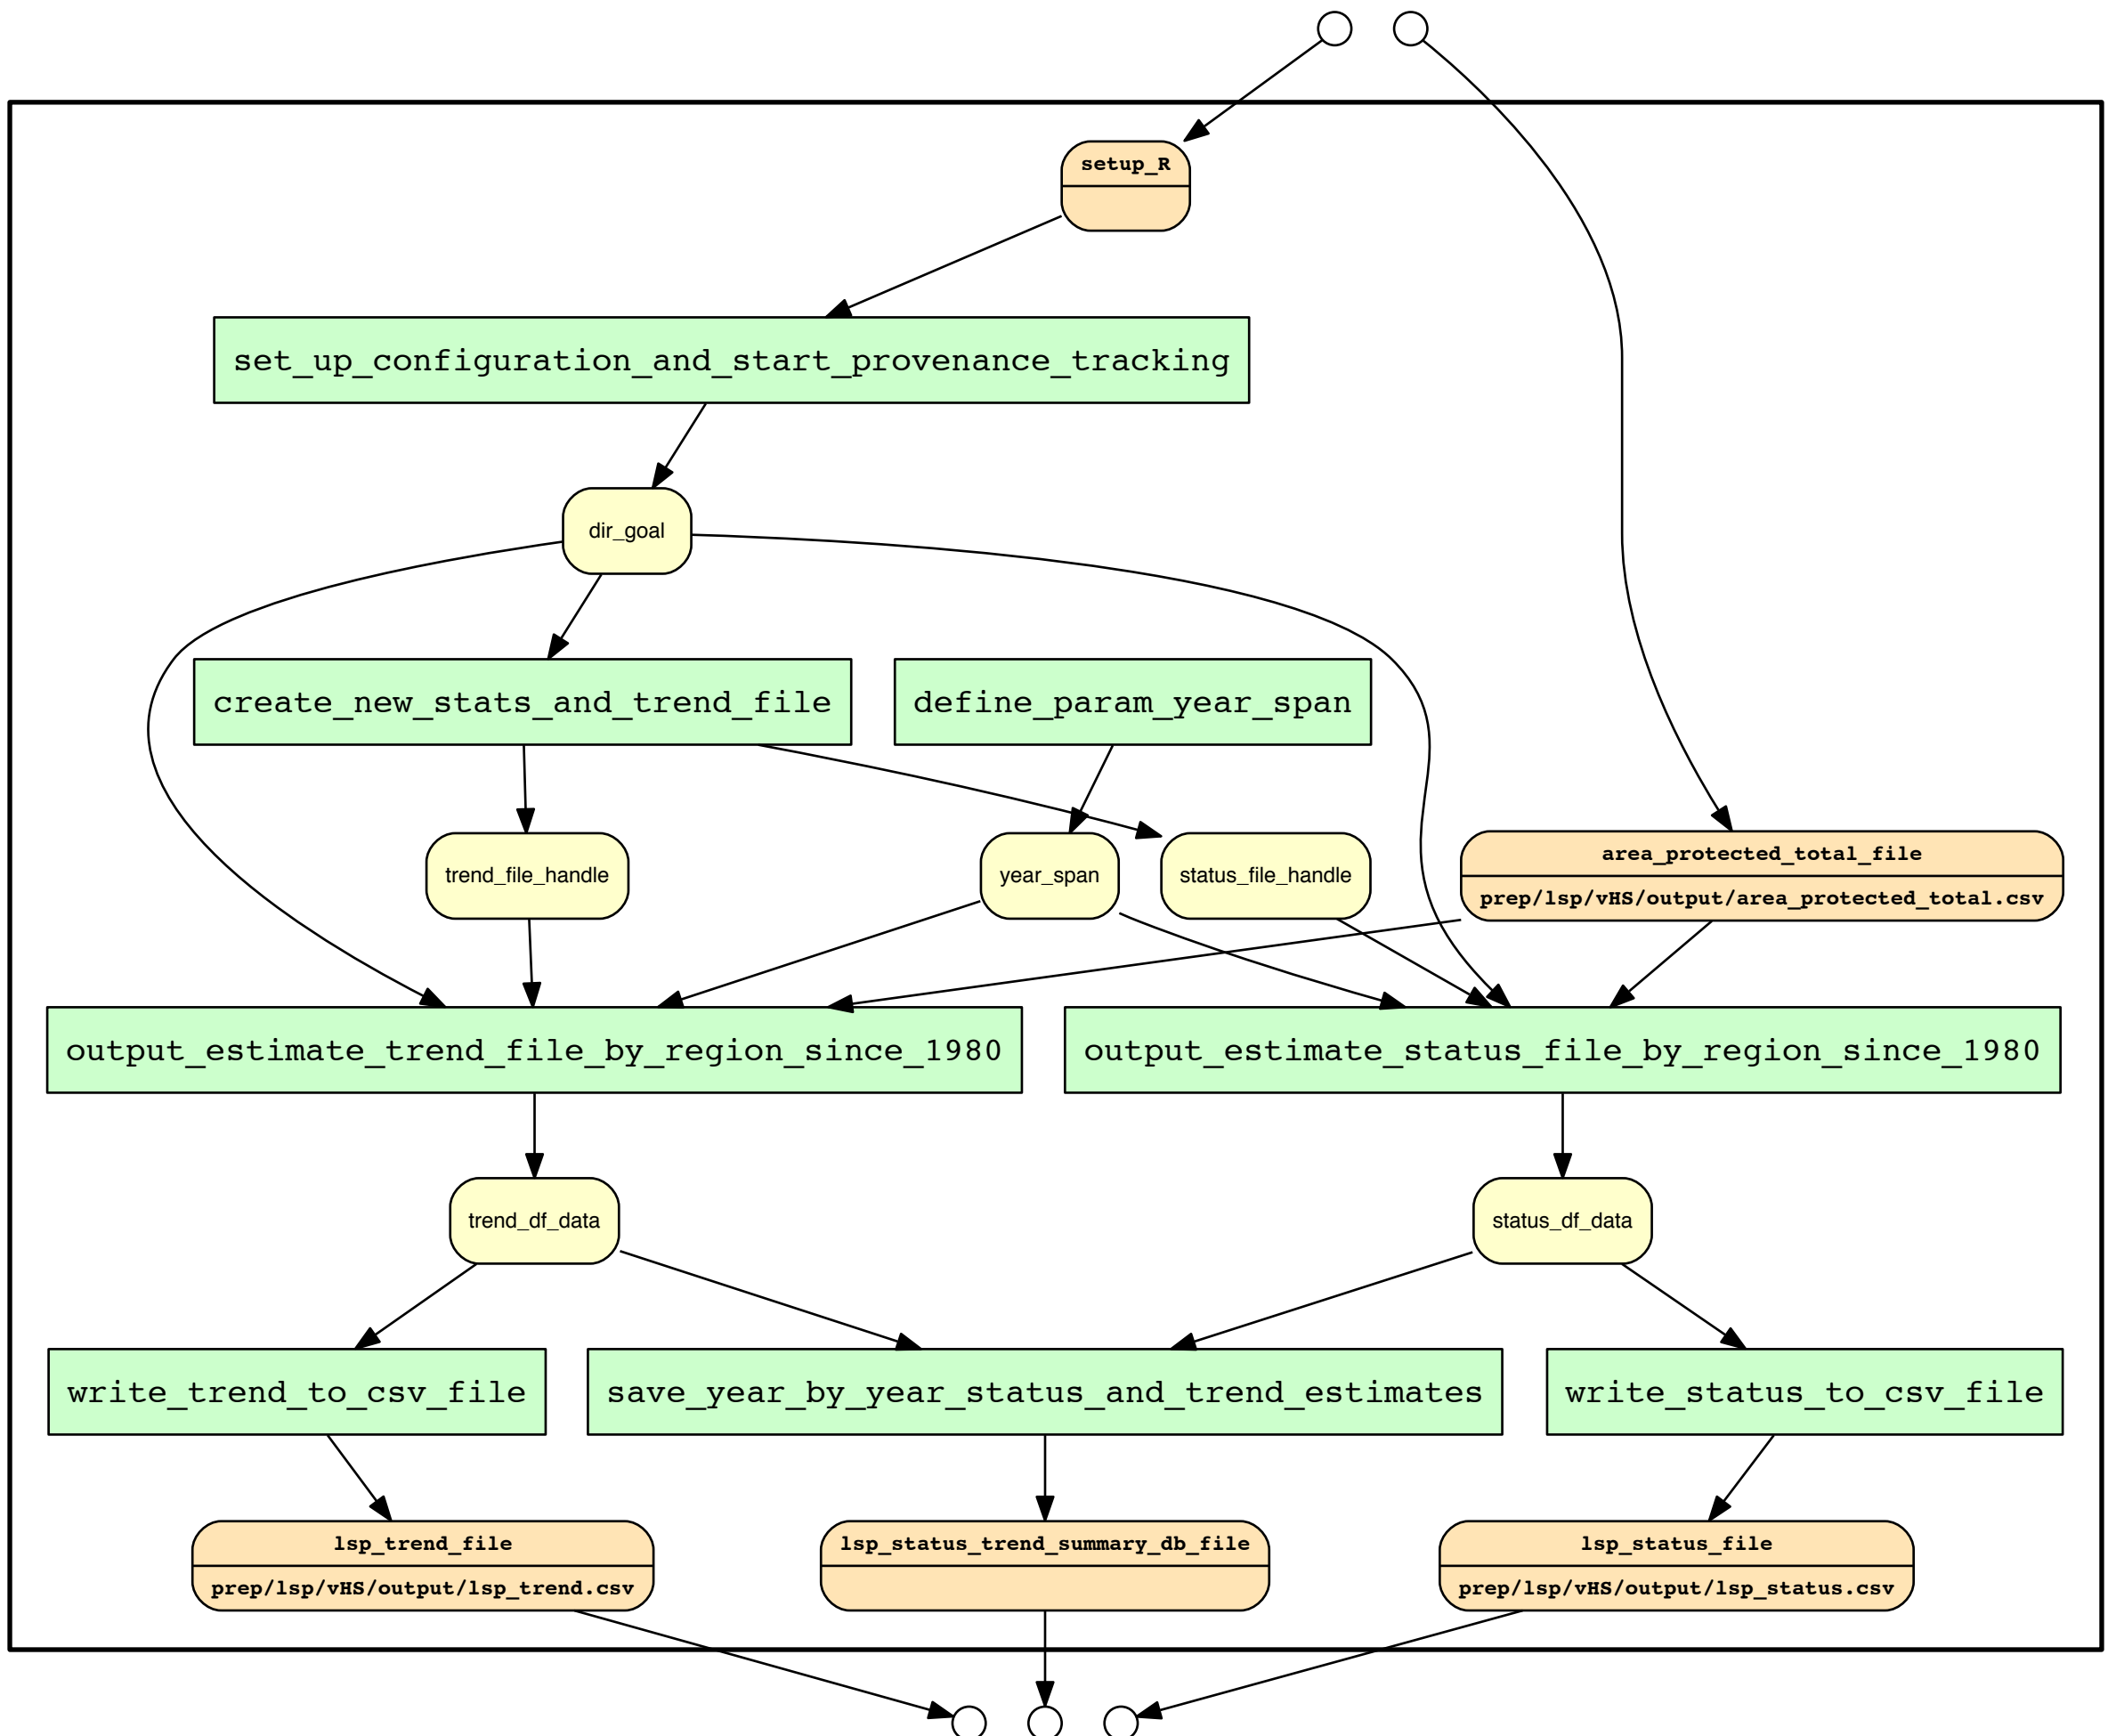 setup_R
set_up_configuration_and_start_provenance_tracking
dir_goal
create_new_stats_and_trend_file
define_param_year_span
trend_file_handle
year_span
status_file_handle
area_protected_total_file
prep/lsp/vHS/output/area_protected_total.csv
output_estimate_trend_file_by_region_since_1980
output_estimate_status_file_by_region_since_1980
trend_df_data
status_df_data
write_trend_to_csv_file
save_year_by_year_status_and_trend_estimates
write_status_to_csv_file
lsp_trend_file
prep/lsp/vHS/output/lsp_trend.csv
lsp_status_trend_summary_db_file
lsp_status_file
prep/lsp/vHS/output/lsp_status.csv